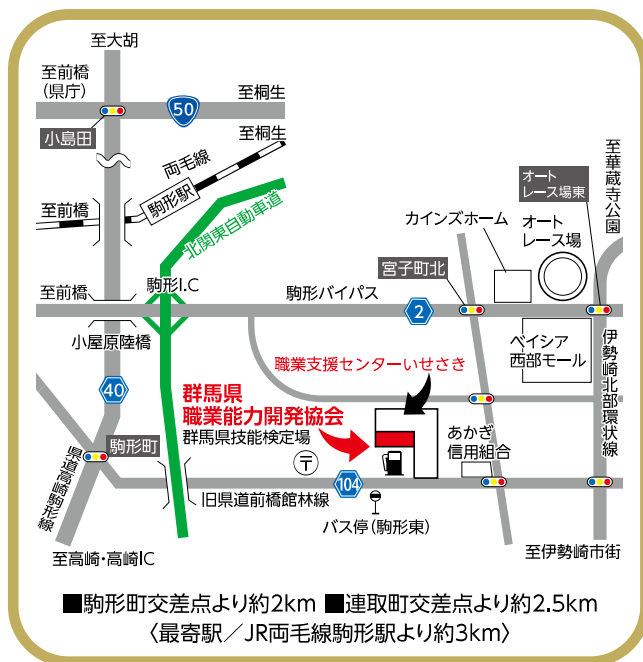 至大胡
至前橋
(県庁)
50
至桐生
小島田
至桐生
両毛線
駒形駅
至前橋
北関東自動車道
至華蔵寺公園
オート
レース場東
オート
レース場
カインズホーム
宮子町北
駒形I.C
至前橋
駒形バイパス
2
小屋原陸橋
ベイシア
西部モール
伊勢崎北部環状線
職業支援センターいせさき
40
群馬県
職業能力開発協会
群馬県技能検定場
あかぎ
信用組合
駒形町
〒
県道高崎駒形線
旧県道前橋館林線
104
バス停(駒形東)
至高崎・高崎IC
至伊勢崎市街
■駒形町交差点より約2km ■連取町交差点より約2.5km
〈最寄駅/JR両毛線駒形駅より約3km〉